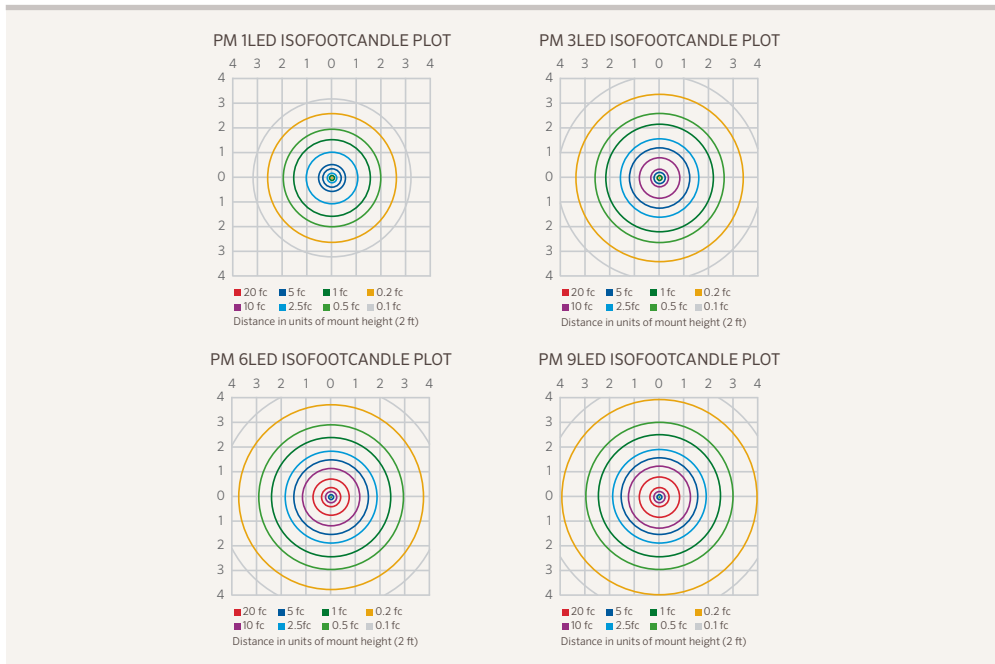 PM 1LED ISOFOOTCANDLE PLOT
4 3 2 1 0 1 2 3 4
4
3
2
1
0
1
2
3
4
20 fc 5 fc 1 fc 0.2 fc
10 fc 2.5fc 0.5 fc 0.1 fc
Distance in units of mount height (2 ft)
PM 3LED ISOFOOTCANDLE PLOT
4 3 2 1 0 1 2 3 4
4
3
2
1
0
1
2
3
4
20 fc 5 fc 1 fc 0.2 fc
10 fc 2.5fc 0.5 fc 0.1 fc
Distance in units of mount height (2 ft)
PM 6LED ISOFOOTCANDLE PLOT
4 3 2 1 0 1 2 3 4
4
3
2
1
0
1
2
3
4
20 fc 5 fc 1 fc 0.2 fc
10 fc 2.5fc 0.5 fc 0.1 fc
Distance in units of mount height (2 ft)
PM 9LED ISOFOOTCANDLE PLOT
4 3 2 1 0 1 2 3 4
4
3
2
1
0
1
2
3
4
20 fc 5 fc 1 fc 0.2 fc
10 fc 2.5fc 0.5 fc 0.1 fc
Distance in units of mount height (2 ft)